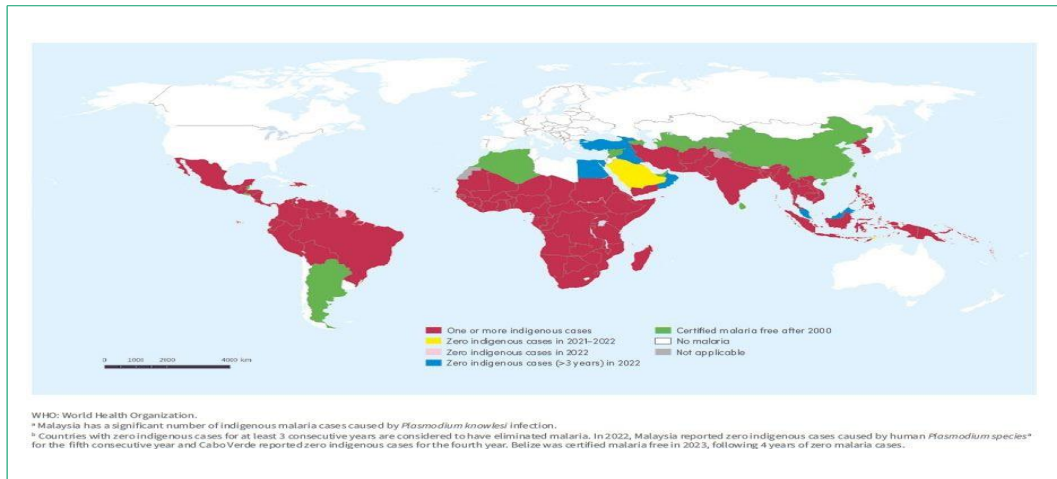 One or more indigenous cases
Zero indigenous cases in 2021–2022
Zero indigenous cases in 2022
Zero indigenous cases (>3 years) in 2022
Certified malaria free after 2000
No malaria
Not applicable
0 1000 2000 4000 km
WHO: World Health Organization.
ᵃ Malaysia has a significant number of indigenous malaria cases caused by Plasmodium knowlesi infection.
ᵇ Countries with zero indigenous cases for at least 3 consecutive years are considered to have eliminated malaria. In 2022, Malaysia reported zero indigenous cases caused by human Plasmodium speciesᵃ
for the fifth consecutive year and Cabo Verde reported zero indigenous cases for the fourth year. Belize was certified malaria free in 2023, following 4 years of zero malaria cases.